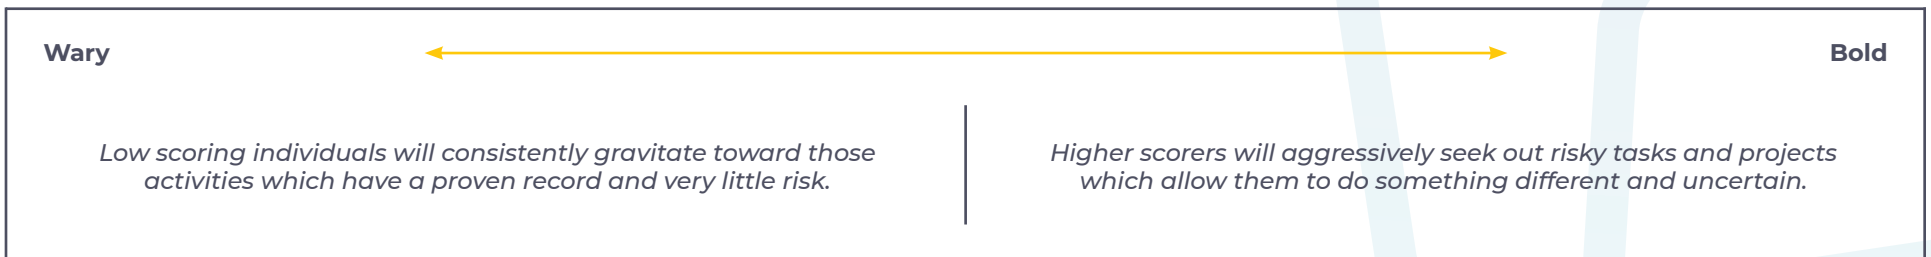 Wary
Bold
Low scoring individuals will consistently gravitate toward those
activities which have a proven record and very little risk.
Higher scorers will aggressively seek out risky tasks and projects
which allow them to do something different and uncertain.